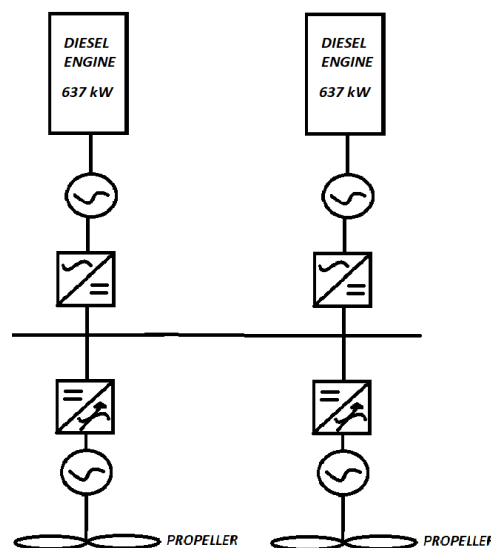 DIESEL
ENGINE
637 kW
DIESEL
ENGINE
637 kW
PROPELLER
PROPELLER